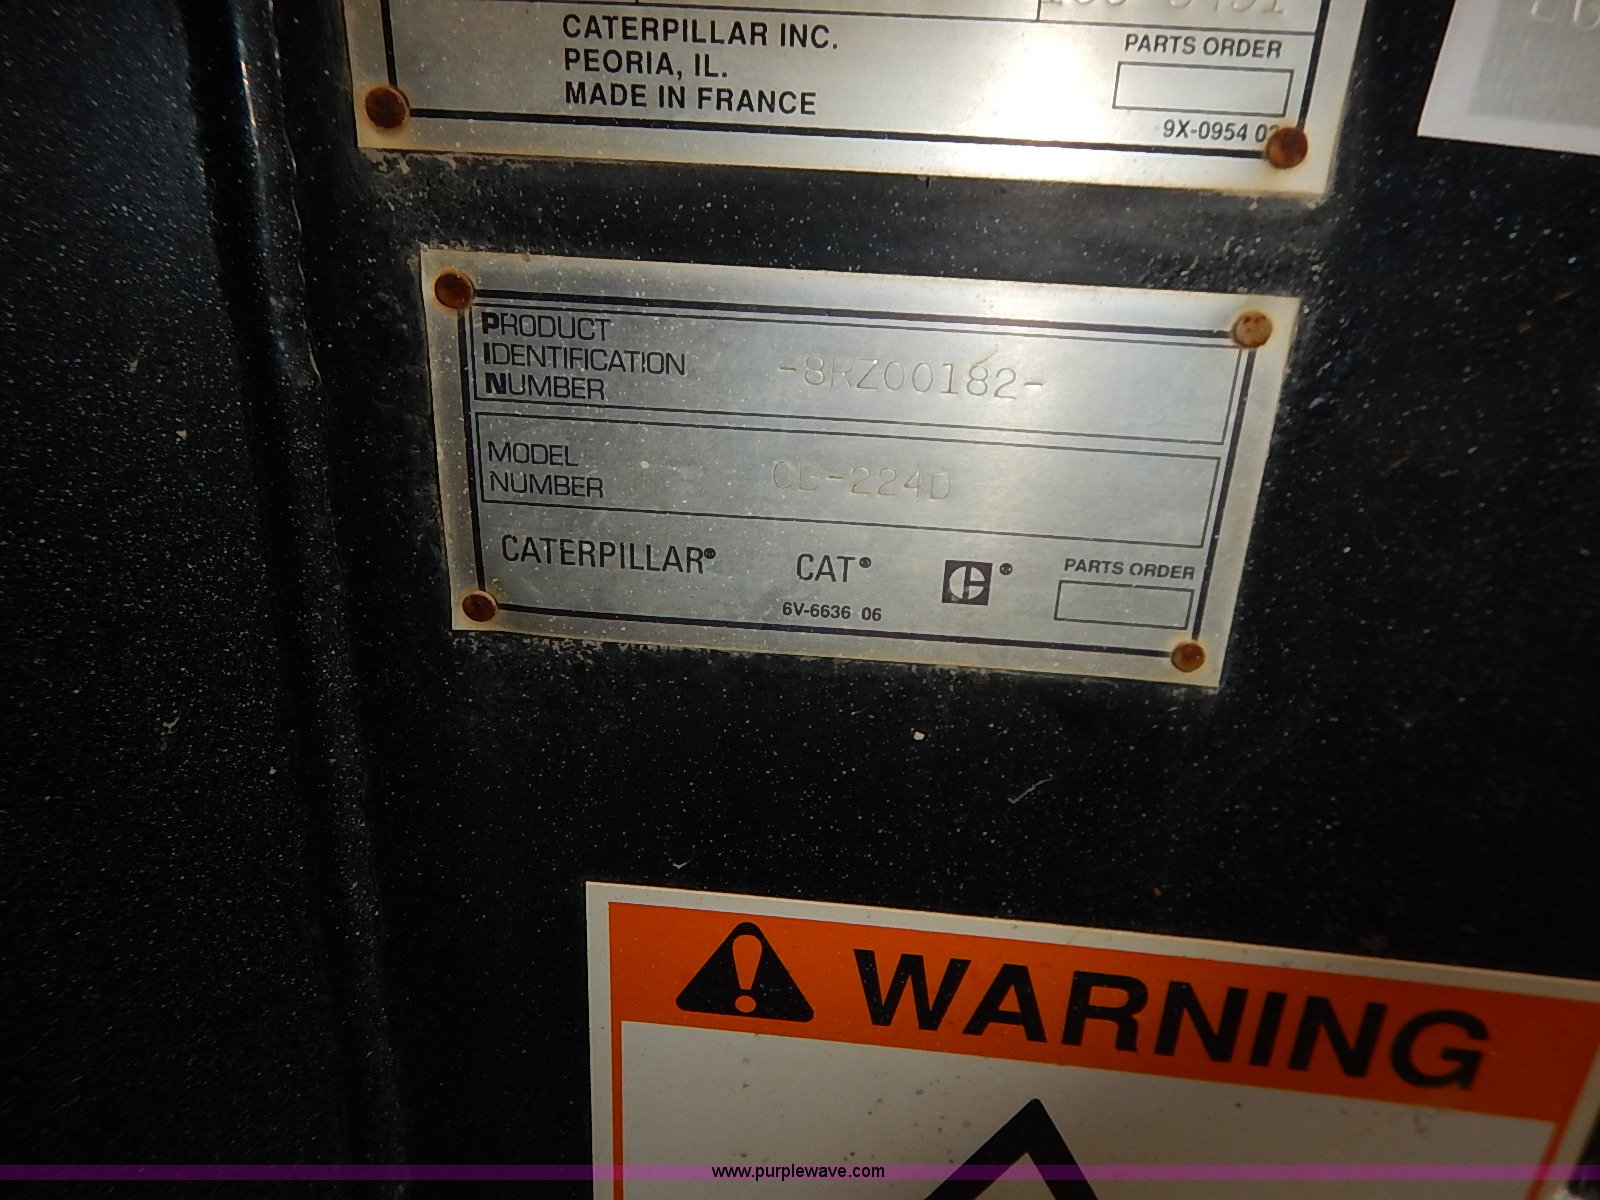 CATERPILLAR INC.
PEORIA, IL.
MADE IN FRANCE
PARTS ORDER
9X-0954
PRODUCT
IDENTIFICATION
NUMBER
-8RZ00182-
MODEL
NUMBER
CB-224D
CATERPILLAR®
CAT®
®
6V-6636 06
PARTS ORDER
WARNING
www.purplewave.com